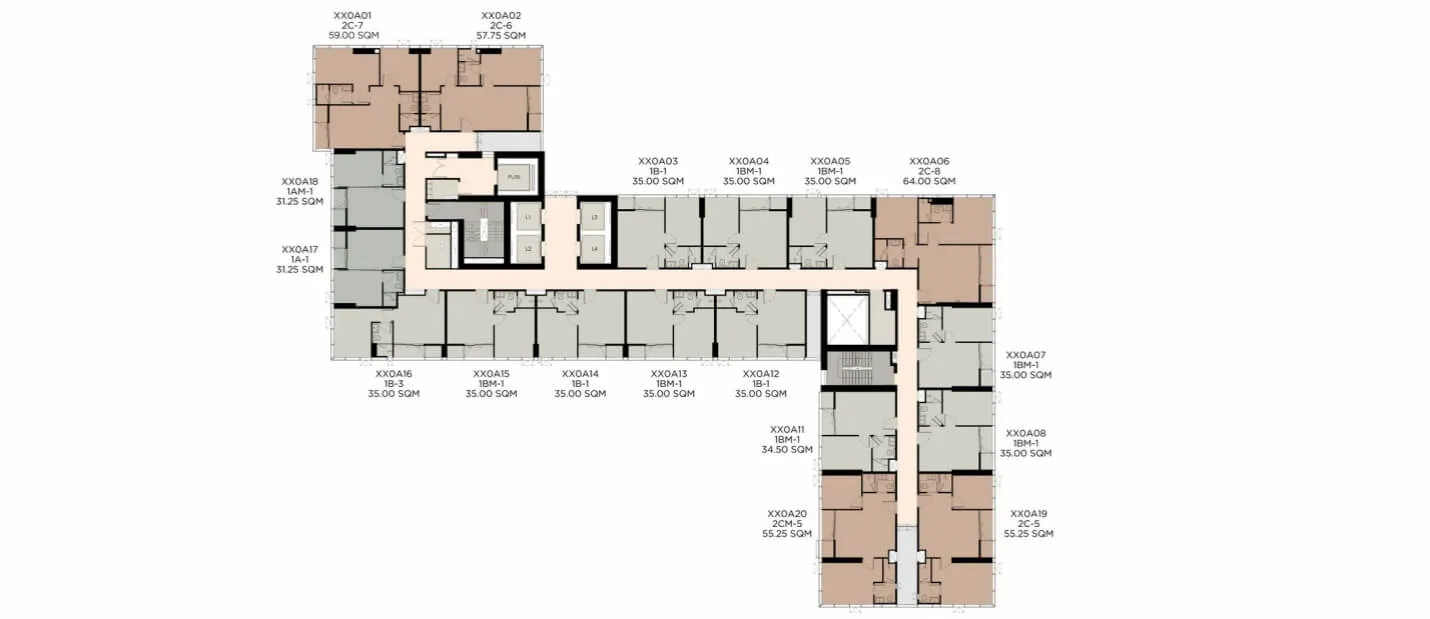 XX0A01
2C-7
59.00 SQM
XX0A02
2C-6
57.75 SQM
XX0A03
1B-1
35.00 SQM
XX0A04
1BM-1
35.00 SQM
XX0A05
1BM-1
35.00 SQM
XX0A06
2C-8
64.00 SQM
XX0A18
1AM-1
31.25 SQM
L1
L3
XX0A17
1A-1
31.25 SQM
L2
L4
XX0A07
1BM-1
35.00 SQM
XX0A16
1B-3
35.00 SQM
XX0A15
1BM-1
35.00 SQM
XX0A14
1B-1
35.00 SQM
XX0A13
1BM-1
35.00 SQM
XX0A12
1B-1
35.00 SQM
XX0A11
1BM-1
34.50 SQM
XX0A08
1BM-1
35.00 SQM
XX0A20
2CM-5
55.25 SQM
XX0A19
2C-5
55.25 SQM